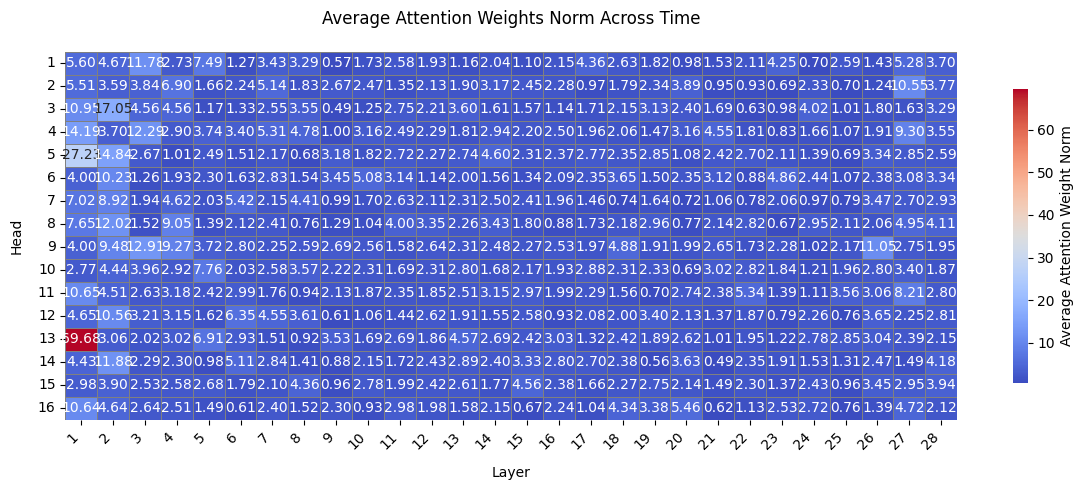 Average Attention Weights Norm Across Time
1 5.60 4.67 11.78 2.73 7.49 1.27 3.43 3.29 0.57 1.73 2.58 1.93 1.16 2.04 1.10 2.15 4.36 2.63 1.82 0.98 1.53 2.11 4.25 0.70 2.59 1.43 5.28 3.70
2 5.51 3.59 3.84 6.90 1.66 2.24 5.14 1.83 2.67 2.47 1.35 2.13 1.90 3.17 2.45 2.28 0.97 1.79 2.34 3.89 0.95 0.93 0.69 2.33 0.70 1.24 10.55 3.77
3 10.95 17.05 4.56 4.56 1.17 1.33 2.55 3.55 0.49 1.25 2.75 2.21 3.60 1.61 1.57 1.14 1.71 2.15 3.13 2.40 1.69 0.63 0.98 4.02 1.01 1.80 1.63 3.29
4 14.19 3.70 12.29 2.90 3.74 3.40 5.31 4.78 1.00 3.16 2.49 2.29 1.81 2.94 2.20 2.50 1.96 2.06 1.47 3.16 4.55 1.81 0.83 1.66 1.07 1.91 9.30 3.55
5 27.23 14.84 2.67 1.01 2.49 1.51 2.17 0.68 3.18 1.82 2.72 2.27 2.74 4.60 2.31 2.37 2.77 2.35 2.85 1.08 2.42 2.70 2.11 1.39 0.69 3.34 2.85 2.59
6 4.00 10.23 1.26 1.93 2.30 1.63 2.83 1.54 3.45 5.08 3.14 1.14 2.00 1.56 1.34 2.09 2.35 3.65 1.50 2.35 3.12 0.88 4.86 2.44 1.07 2.38 3.08 3.34
7 7.02 8.92 1.94 4.62 2.03 5.42 2.15 4.41 0.99 1.70 2.63 2.11 2.31 2.50 2.41 1.96 1.46 0.74 1.64 0.72 1.06 0.78 2.06 0.97 0.97 3.47 2.70 2.93
8 7.65 12.02 1.52 9.05 1.39 2.12 2.41 0.76 1.29 1.04 4.00 3.35 2.26 3.43 1.80 0.88 1.73 2.18 2.96 0.77 2.14 2.82 0.67 2.95 2.11 2.06 4.95 4.11
9 4.00 9.48 12.91 9.27 3.72 2.80 2.25 2.59 2.69 2.56 1.58 2.64 2.31 2.48 2.27 2.53 1.97 4.88 1.91 1.99 2.65 1.73 2.28 1.02 2.17 11.05 2.75 1.95
10 2.77 4.44 3.96 2.92 7.76 2.03 2.58 3.57 2.22 2.31 1.69 2.31 2.80 1.68 2.17 1.93 2.88 2.31 2.33 0.69 3.02 2.82 1.84 1.21 1.96 2.80 3.40 1.87
11 10.65 4.51 2.63 3.18 2.42 2.99 1.76 0.94 2.13 1.87 2.35 1.85 2.51 3.15 2.97 1.99 2.29 1.56 0.70 2.74 2.38 5.34 1.39 1.11 3.56 3.06 8.21 2.80
12 4.65 10.56 3.21 3.15 1.62 6.35 4.55 3.61 0.61 1.06 1.44 2.62 1.91 1.55 2.58 0.93 2.08 2.00 3.40 2.13 1.37 1.87 0.79 2.26 0.76 3.65 2.25 2.81
13 69.68 3.06 2.02 3.02 6.91 2.93 1.51 0.92 3.53 1.69 2.69 1.86 4.57 2.69 2.42 3.03 1.32 2.42 1.89 2.62 1.01 1.95 1.22 2.78 2.85 3.04 2.39 2.15
14 4.43 11.88 2.29 2.30 0.98 5.11 2.84 1.41 0.88 2.15 1.72 2.43 2.89 2.40 3.33 2.80 2.70 2.38 0.56 3.63 0.49 2.35 1.91 1.53 1.31 2.47 1.49 4.18
15 2.98 3.90 2.53 2.58 2.68 1.79 2.10 4.36 0.96 2.78 1.99 2.42 2.61 1.77 4.56 2.38 1.66 2.27 2.75 2.14 1.49 2.30 1.37 2.43 0.96 3.45 2.95 3.94
16 10.64 4.64 2.64 2.51 1.49 0.61 2.40 1.52 2.30 0.93 2.98 1.98 1.58 2.15 0.67 2.24 1.04 4.34 3.38 5.46 0.62 1.13 2.53 2.72 0.76 1.39 4.72 2.12
1 2 3 4 5 6 7 8 9 10 11 12 13 14 15 16 17 18 19 20 21 22 23 24 25 26 27 28
Layer
Head
60
50
40
30
20
10
Average Attention Weight Norm